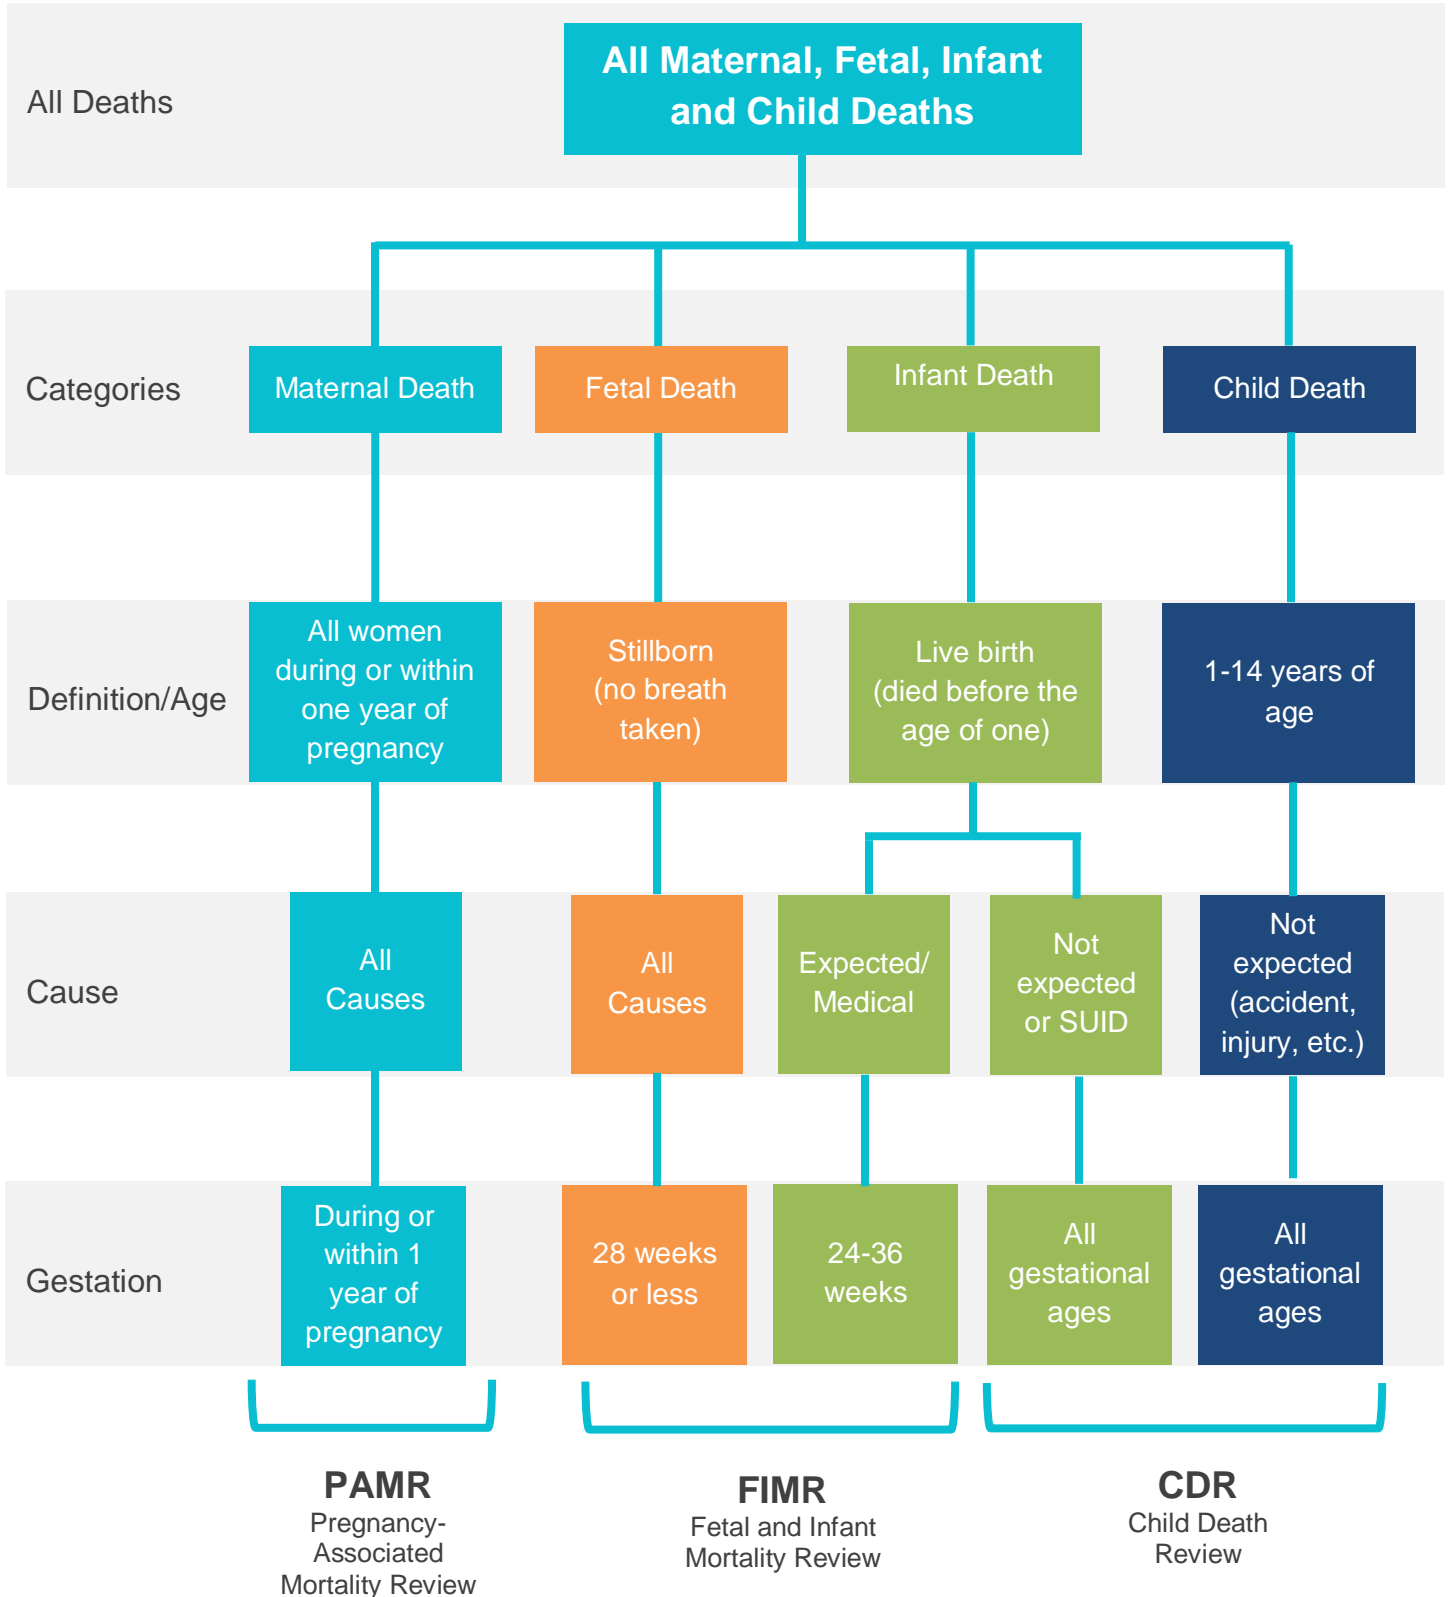 All Deaths
All Maternal, Fetal, Infant
and Child Deaths
Categories
Maternal Death
Fetal Death
Infant Death
Child Death
Definition/Age
All women
during or within
one year of
pregnancy
Stillborn
(no breath
taken)
Live birth
(died before the
age of one)
1-14 years of
age
Cause
All
Causes
All
Causes
Expected/
Medical
Not
expected
or SUID
Not
expected
(accident,
injury, etc.)
Gestation
During or
within 1
year of
pregnancy
28 weeks
or less
24-36
weeks
All
gestational
ages
All
gestational
ages
PAMR
Pregnancy-
Associated
Mortality Review
FIMR
Fetal and Infant
Mortality Review
CDR
Child Death
Review